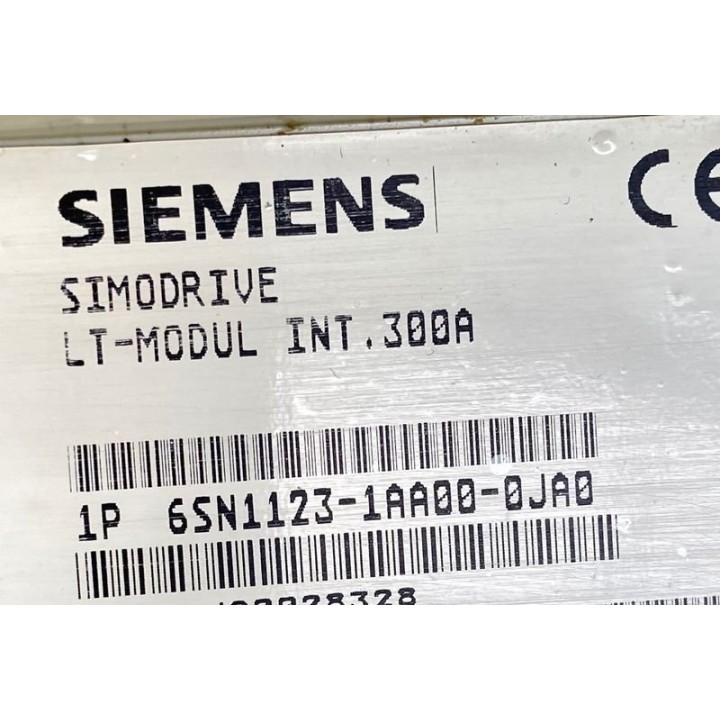 SIEMENS
CE
SIMODRIVE
LT-MODUL INT.300A
1P 6SN1123-1AA00-0JA0